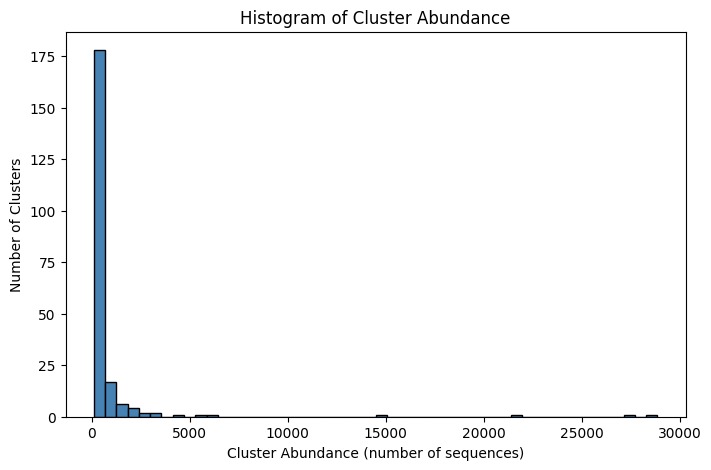 Histogram of Cluster Abundance
175
150
125
100
75
50
25
0
Number of Clusters
0 5000 10000 15000 20000 25000 30000
Cluster Abundance (number of sequences)